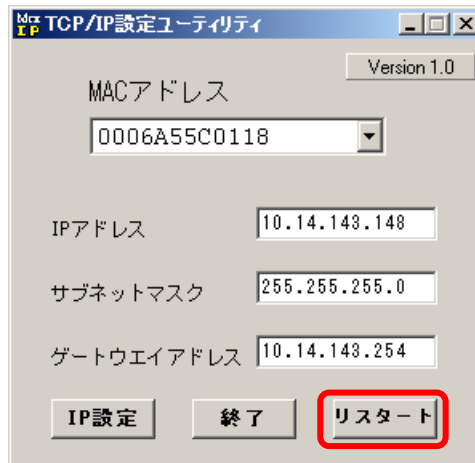 Mac IP TCP/IP設定ユーティリティ
Version 1.0
MACアドレス
0006A55C0118
IPアドレス 10.14.143.148
サブネットマスク 255.255.255.0
ゲートウエイアドレス 10.14.143.254
IP設定 終了 リスタート